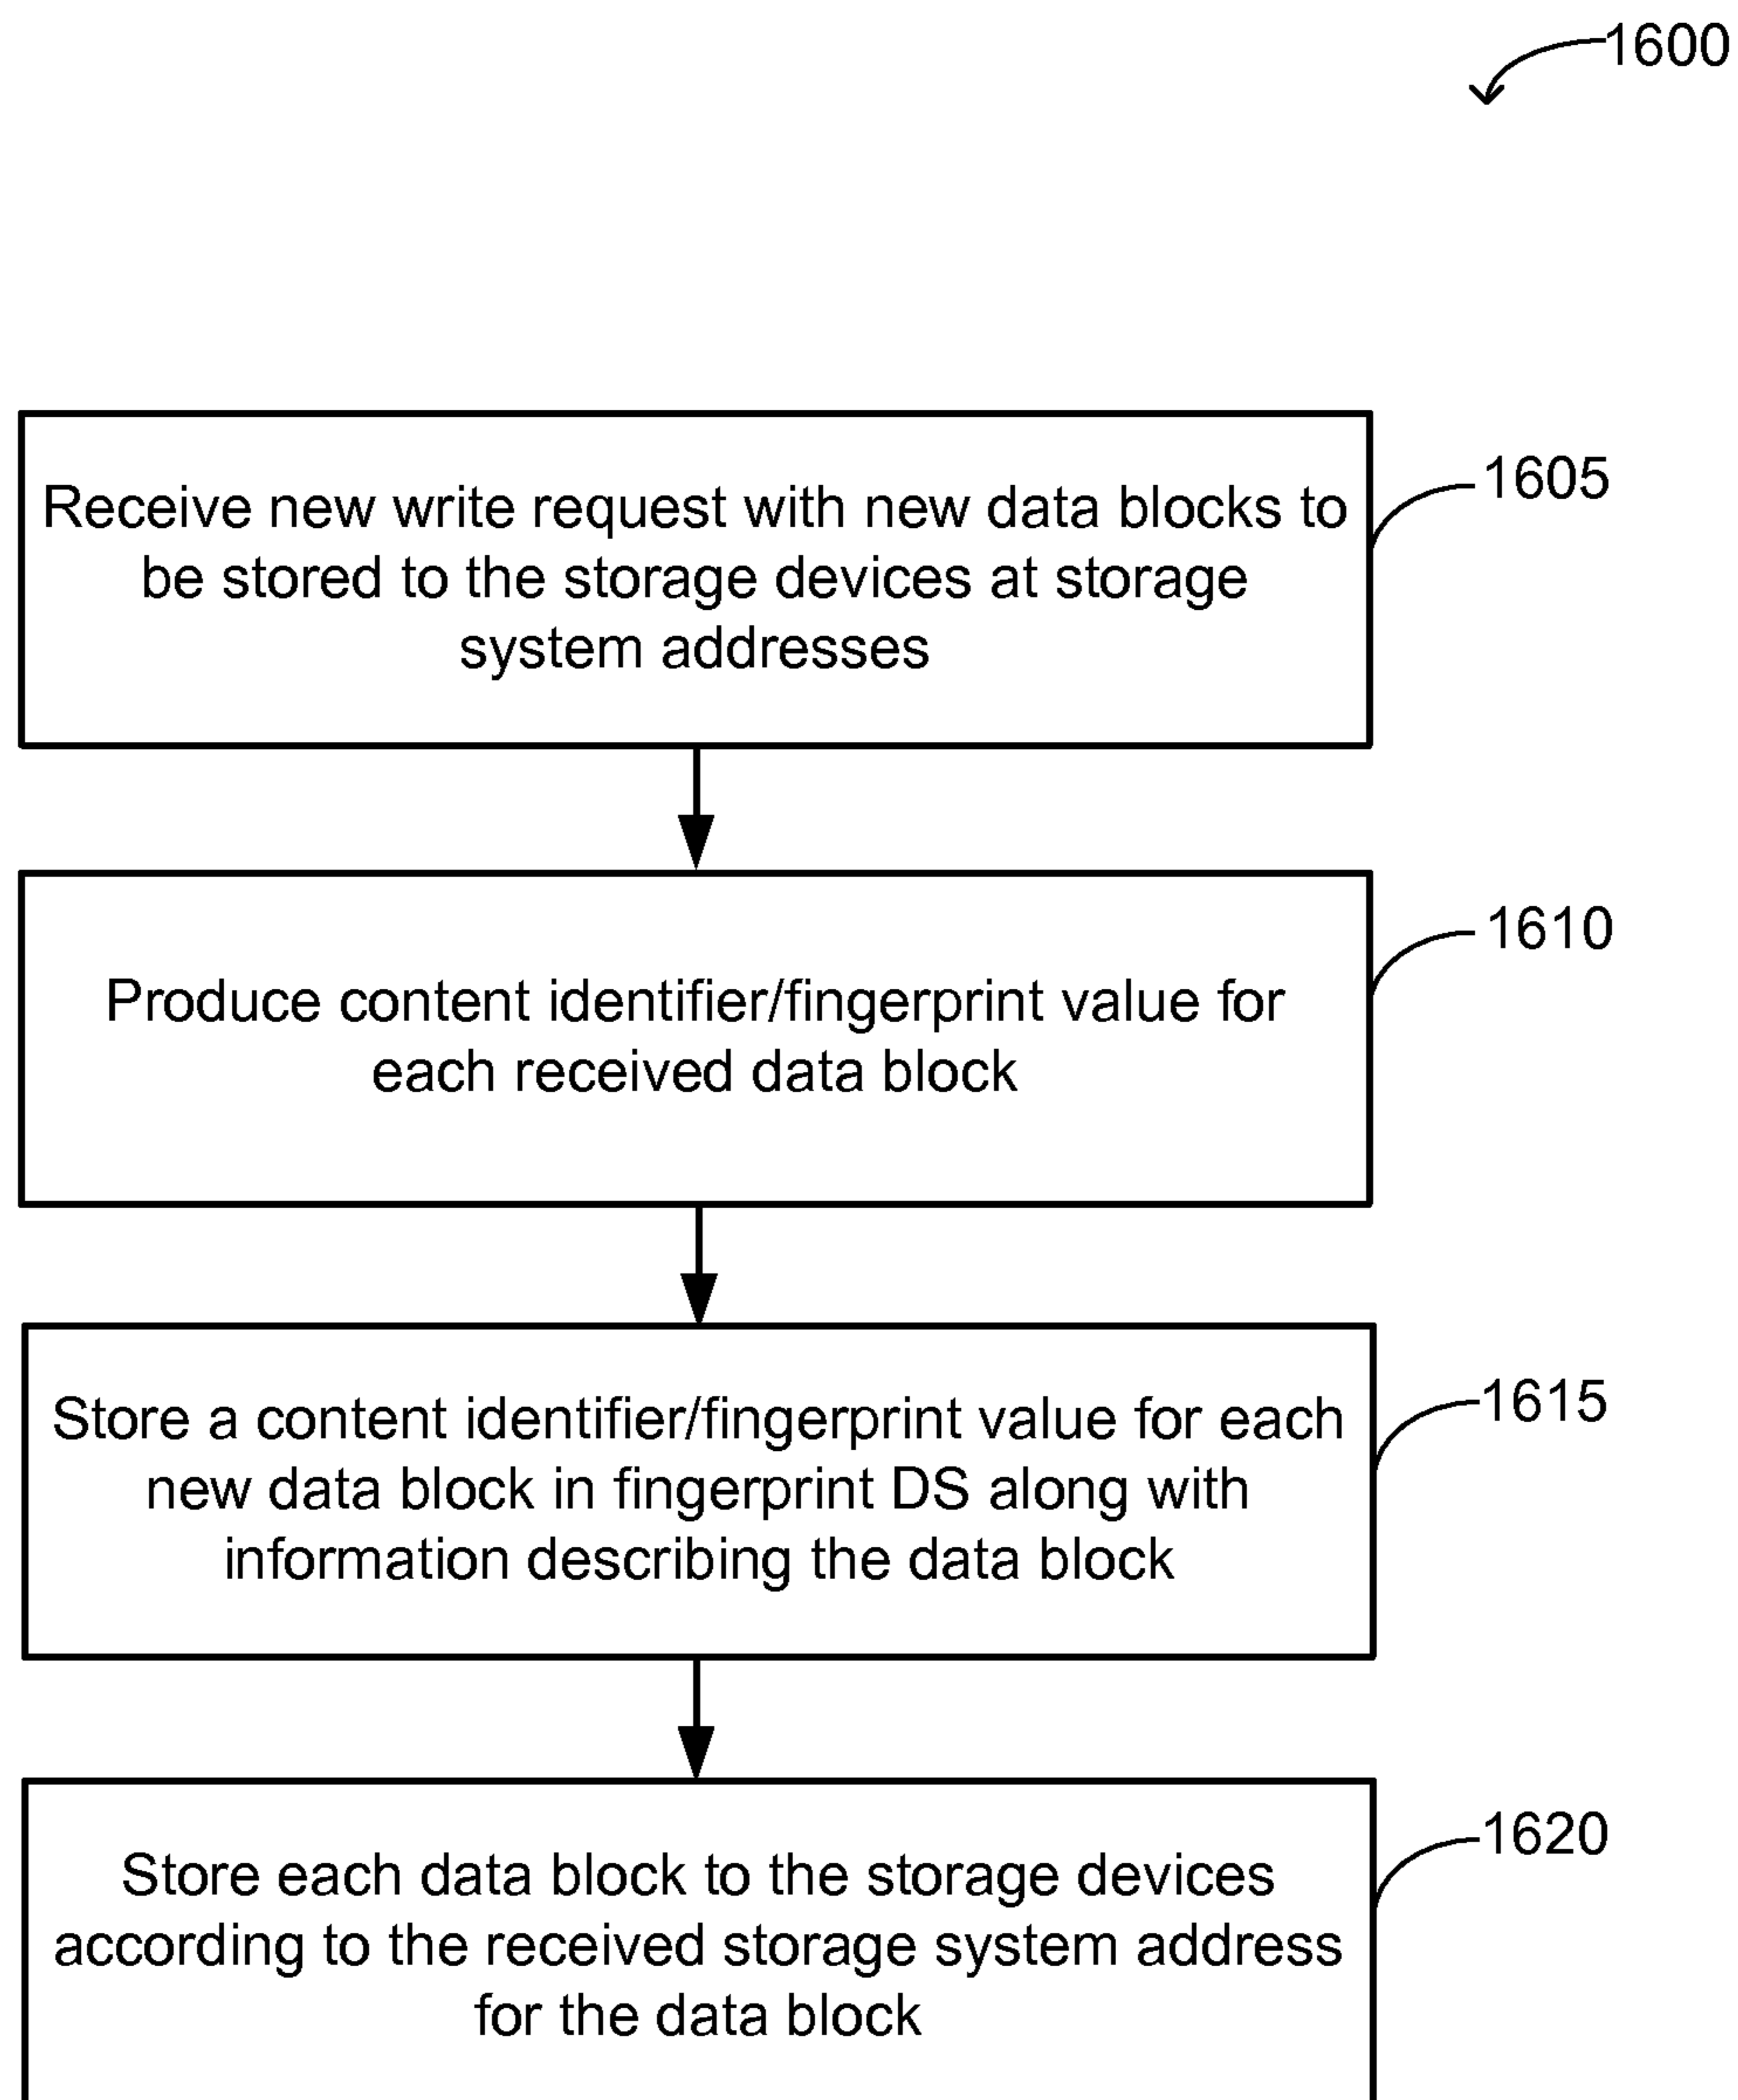 1600
Receive new write request with new data blocks to
be stored to the storage devices at storage
system addresses
1605
Produce content identifier/fingerprint value for
each received data block
1610
Store a content identifier/fingerprint value for each
new data block in fingerprint DS along with
information describing the data block
1615
Store each data block to the storage devices
according to the received storage system address
for the data block
1620